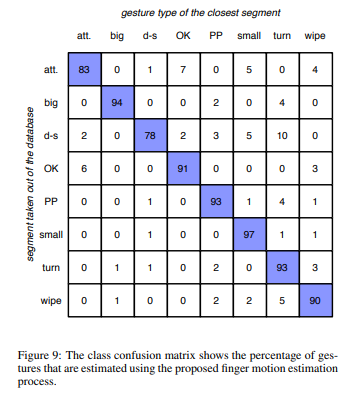 gesture type of the closest segment
att. big d-s OK PP small turn wipe
segment taken out of the database
att. 83 0 1 7 0 5 0 4
big 0 94 0 0 2 0 4 0
d-s 2 0 78 2 3 5 10 0
OK 6 0 0 91 0 0 0 3
PP 0 0 1 0 93 1 4 1
small 0 0 1 0 0 97 1 1
turn 0 1 1 0 2 0 93 3
wipe 0 1 0 0 2 2 5 90
Figure 9: The class confusion matrix shows the percentage of ges-
tures that are estimated using the proposed finger motion estimation
process.